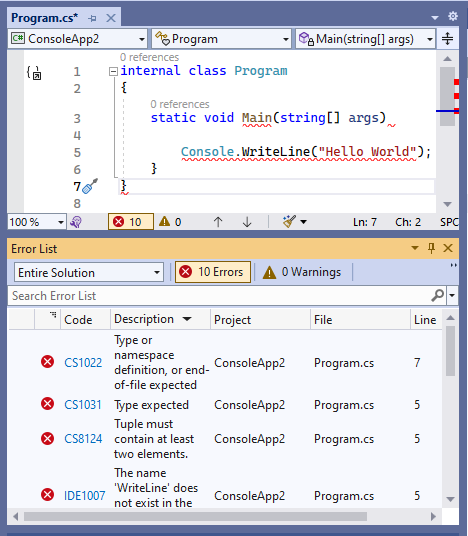 Program.cs*
ConsoleApp2 Program Main(string[] args)
0 references
1 internal class Program
2 {
0 references
3 static void Main(string[] args)
4
5 Console.WriteLine("Hello World");
6 }
7 }
8
100 % 10 0 Ln: 7 Ch: 2 SPC
Error List
Entire Solution 10 Errors 0 Warnings
Search Error List
Code Description Project File Line
CS1022 Type or namespace definition, or end-of-file expected ConsoleApp2 Program.cs 7
CS1031 Type expected ConsoleApp2 Program.cs 5
CS8124 Tuple must contain at least two elements. ConsoleApp2 Program.cs 5
IDE1007 The name 'WriteLine' does not exist in the ConsoleApp2 Program.cs 5